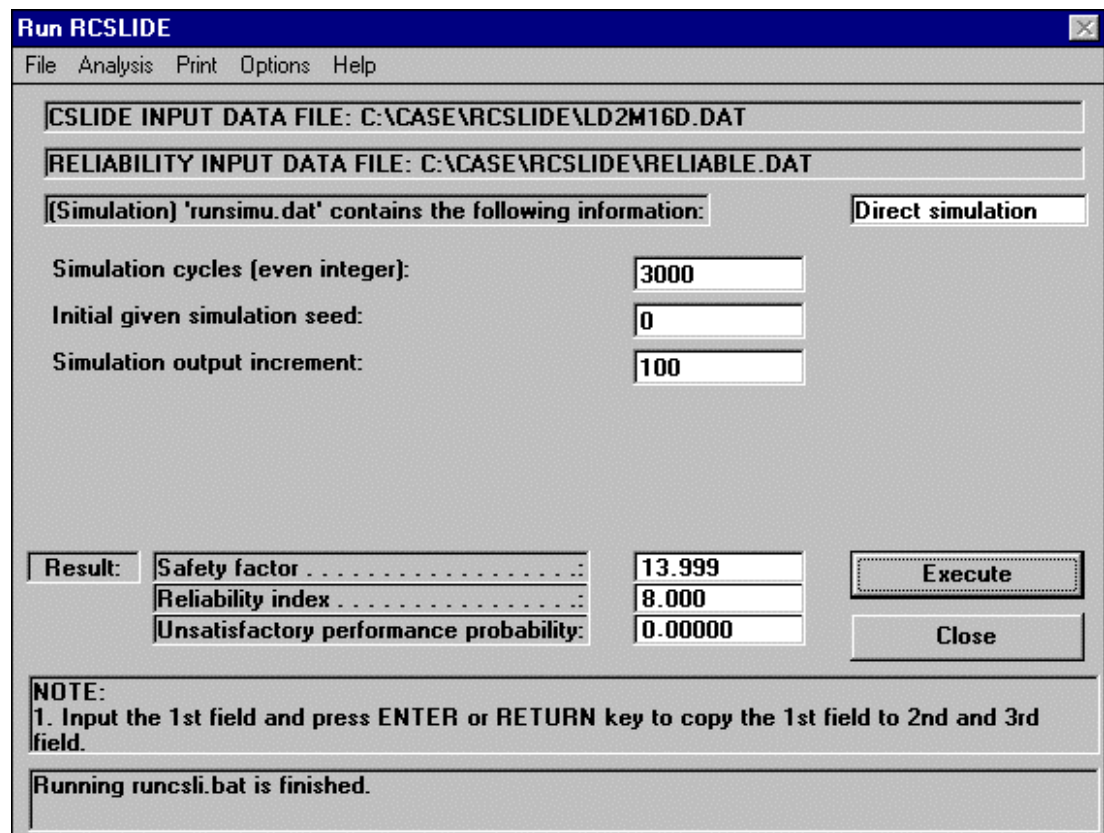 Run RCSLIDE
File Analysis Print Options Help
CSLIDE INPUT DATA FILE: C:\CASE\RCSLIDE\LD2M16D.DAT
RELIABILITY INPUT DATA FILE: C:\CASE\RCSLIDE\RELIABLE.DAT
(Simulation) 'runsimu.dat' contains the following information: Direct simulation
Simulation cycles (even integer): 3000
Initial given simulation seed: 0
Simulation output increment: 100
Result: Safety factor . . . . . . . . . . . . . . . . . .: 13.999 Execute
Reliability index . . . . . . . . . . . . . . . .: 8.000
Unsatisfactory performance probability: 0.00000 Close
NOTE:
1. Input the 1st field and press ENTER or RETURN key to copy the 1st field to 2nd and 3rd
field.
Running runcsli.bat is finished.